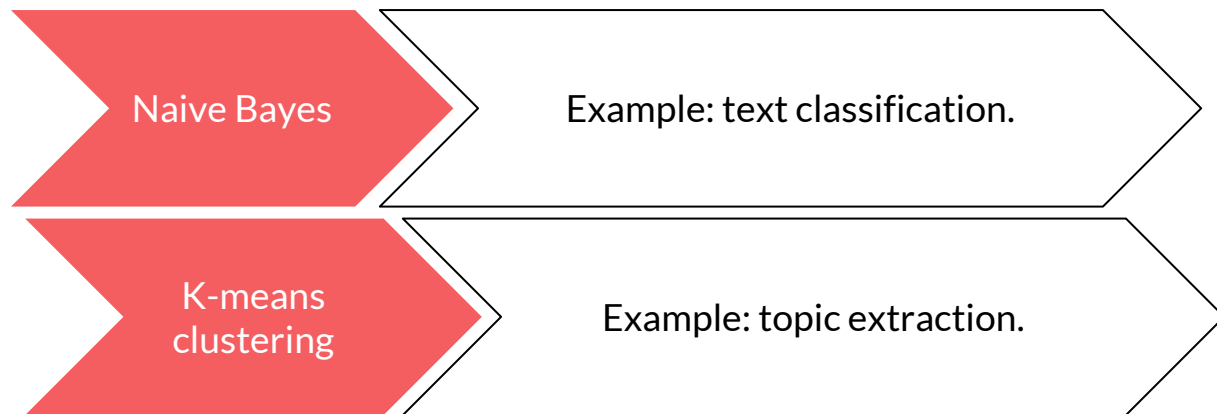 Naive Bayes
Example: text classification.
K-means
clustering
Example: topic extraction.